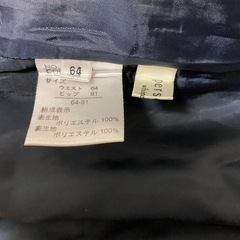 64
サイズ
ウエスト 64
ヒップ 91
64-91
組成表示
表生地
ポリエステル 100%
裏生地
ポリエステル 100%
pers